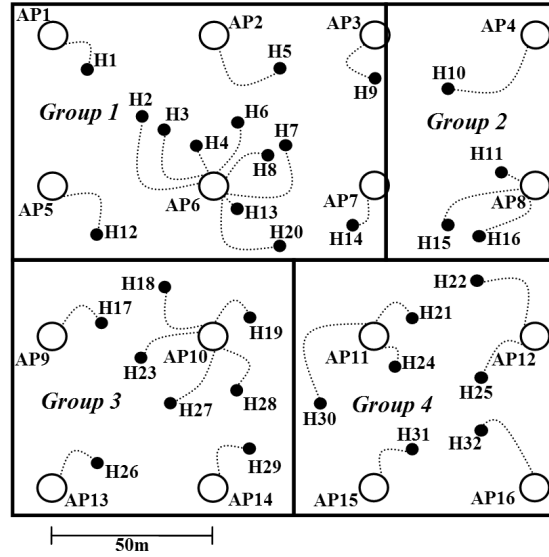 AP1
AP2
AP3
AP4
H1
H5
H9
H10
Group 1
H2
H3
H6
Group 2
H4
H7
H8
H11
AP5
AP6
AP7
AP8
H12
H13
H14
H15
H16
H20
H18
H22
H17
H19
H21
AP9
AP10
AP11
AP12
H23
H24
H25
Group 3
H27
H28
H30
Group 4
H26
H29
H31
H32
AP13
AP14
AP15
AP16
50m